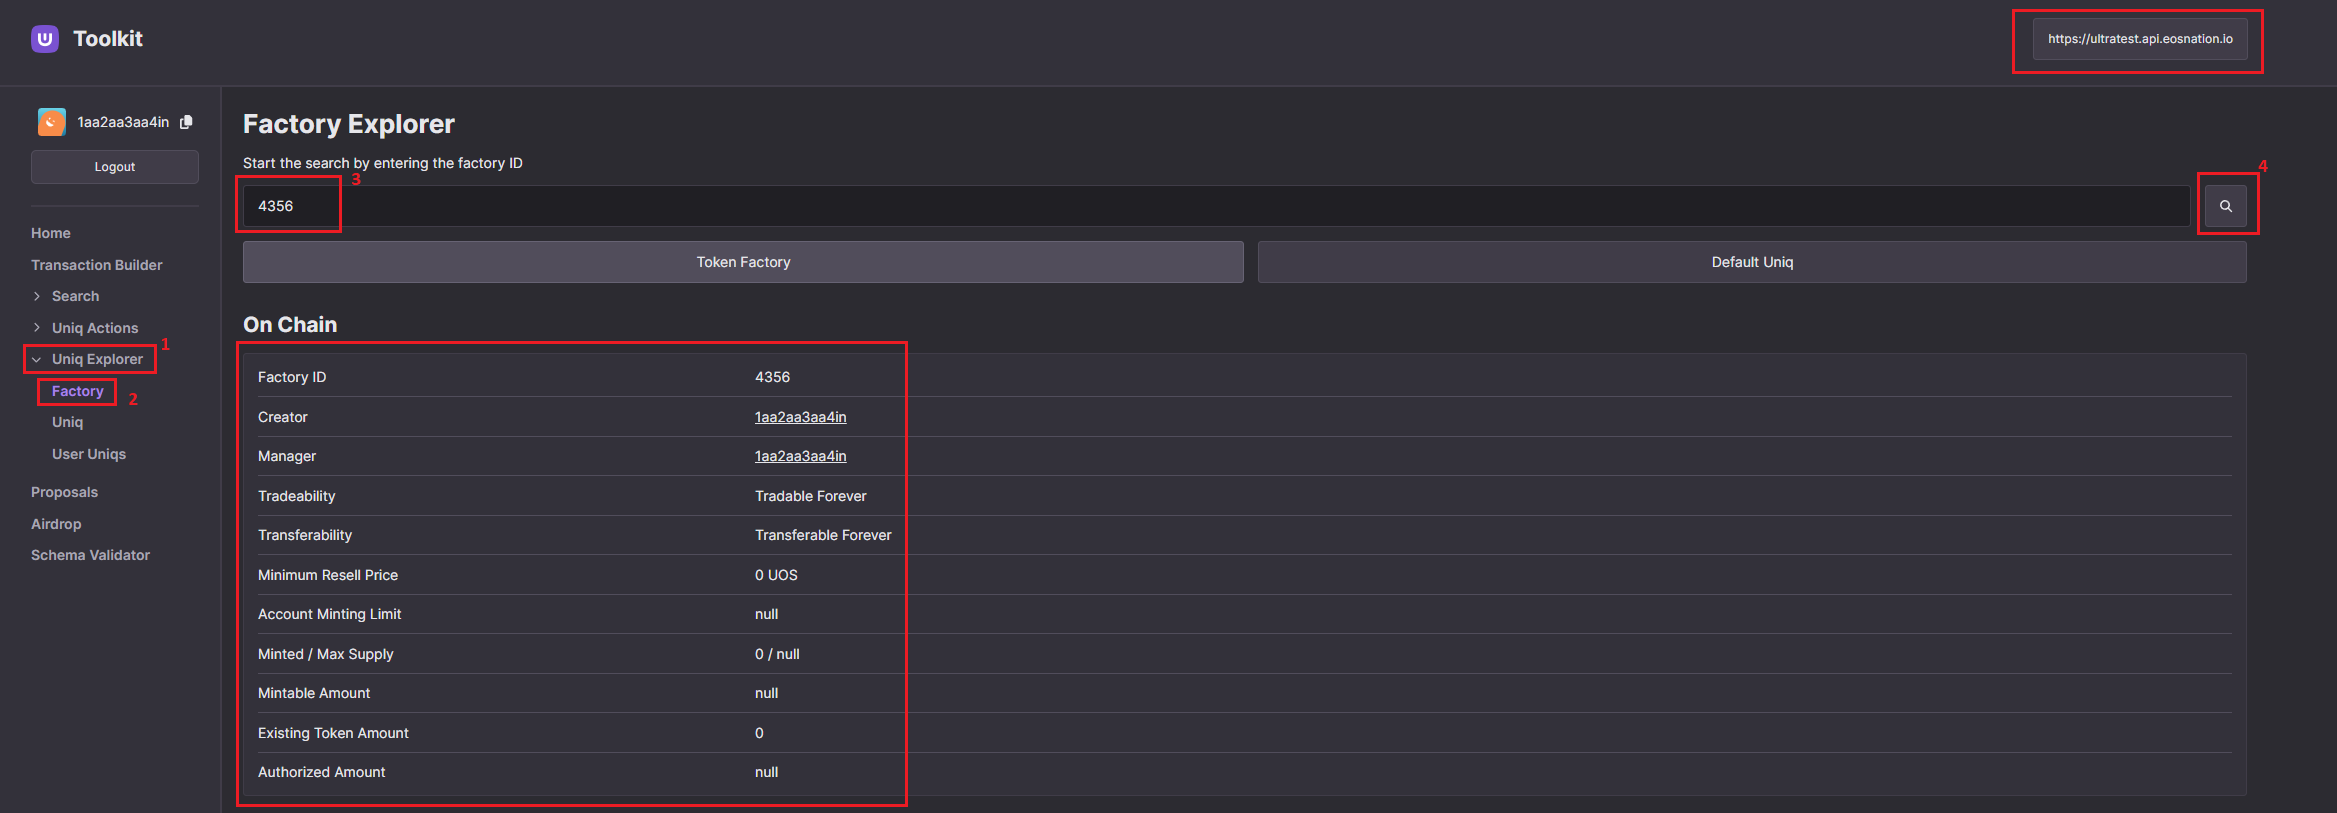 Toolkit
https://ultratest.api.eosnation.io
1aa2aa3aa4in
Logout
Home
Transaction Builder
Search
Uniq Actions
Uniq Explorer 1
Factory 2
Uniq
User Uniqs
Proposals
Airdrop
Schema Validator
Factory Explorer
Start the search by entering the factory ID
4356 3
4
Token Factory Default Uniq
On Chain
Factory ID 4356
Creator 1aa2aa3aa4in
Manager 1aa2aa3aa4in
Tradeability Tradable Forever
Transferability Transferable Forever
Minimum Resell Price 0 UOS
Account Minting Limit null
Minted / Max Supply 0 / null
Mintable Amount null
Existing Token Amount 0
Authorized Amount null